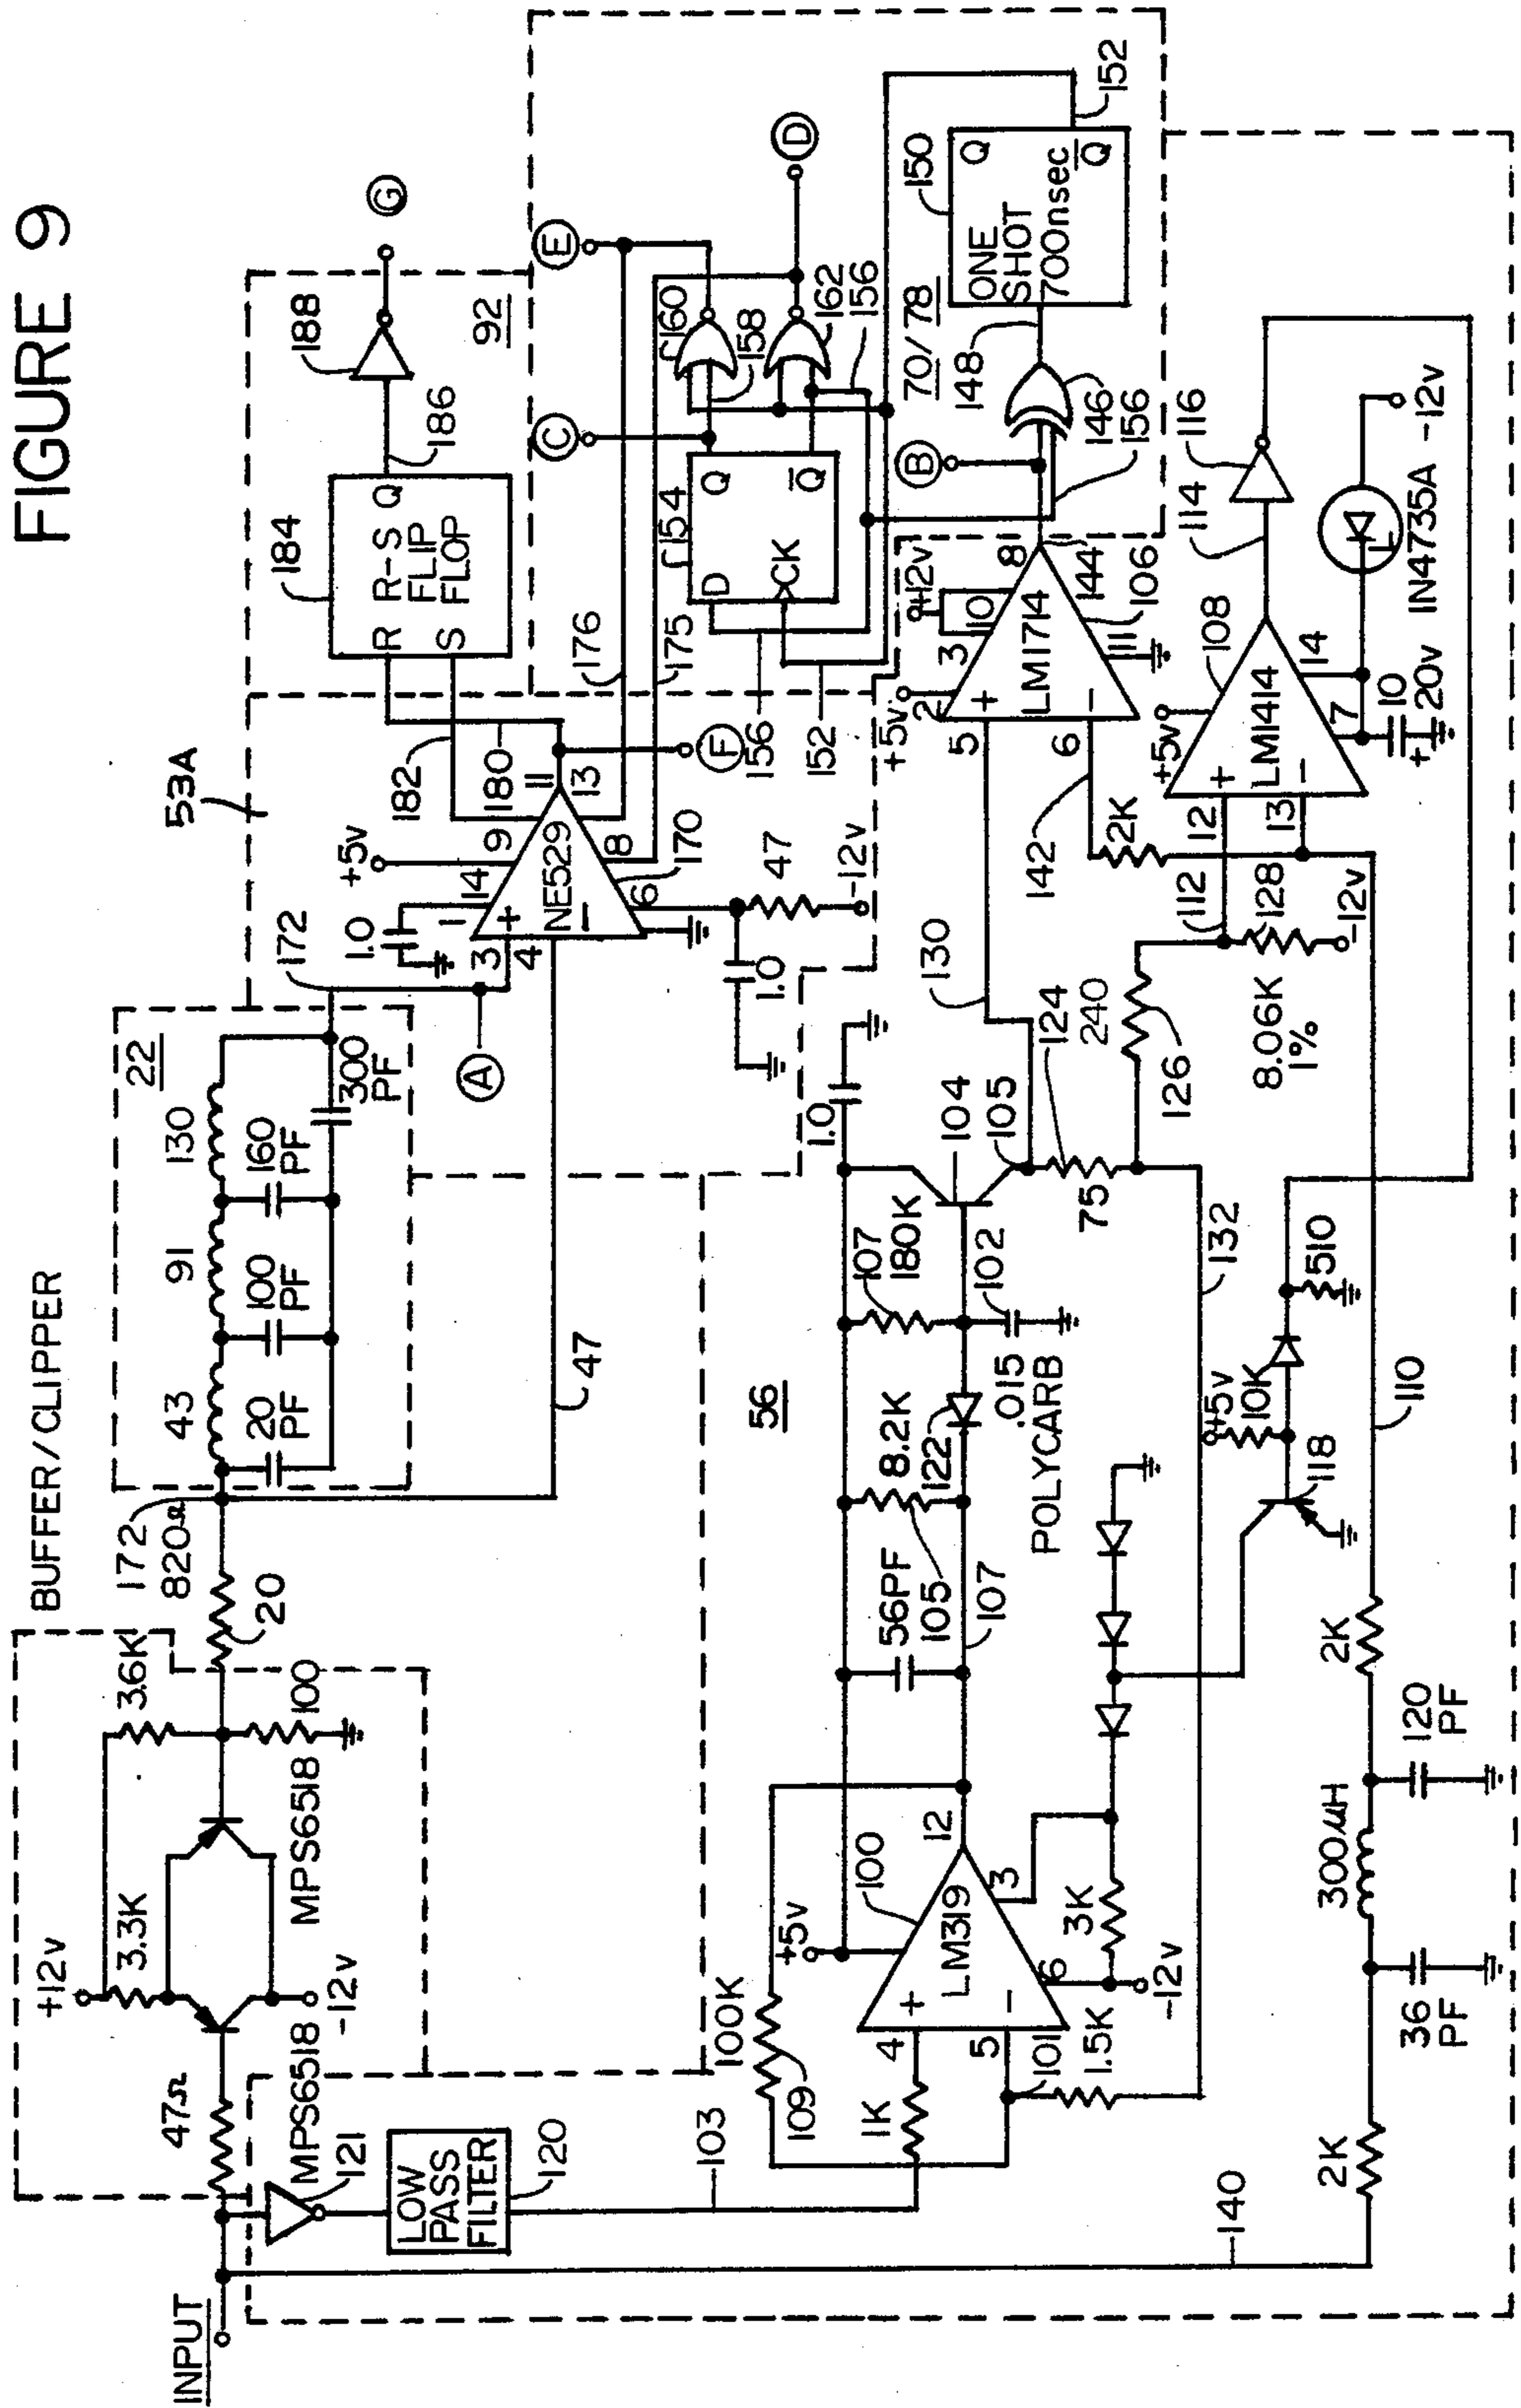 FIGURE 9
BUFFER/CLIPPER
INPUT
47Ω
MPS6518
+12v
3.3K
-12v
MPS6518
3.6K
100
20
820Ω
172
22
43
91
130
20
PF
100
PF
160
PF
300
PF
172
47
A
53A
1.0
1
14
+5v
9
3
+
4
−
NE529
11
13
8
6
170
47
-12v
1.0
182
180
F
176
175
184
R
R-S
Q
FLIP
S
FLOP
186
188
G
92
C
E
D
154
D
Q
CK
Q
156
152
160
158
162
156
70/78
B
146
156
148
150
ONE
SHOT
700nsec
Q
Q
152
121
LOW
PASS
FILTER
120
103
1K
100K
109
4
+
5
−
101
LM319
100
+5v
12
3
6
3K
-12v
1.5K
56
56PF
105
107
8.2K
122
107
180K
102
.015
POLYCARB
104
105
1.0
75
124
240
126
130
132
5
+
6
−
LM1714
2
+5v
3
10
+12v
8
11
144
106
142
2K
112
128
8.06K
1%
-12v
12
+
13
−
LM1414
+5v
108
7
14
10
20v
+
IN4735A
-12v
114
116
118
+5v
10K
510
110
2K
120
PF
300µH
36
PF
2K
140